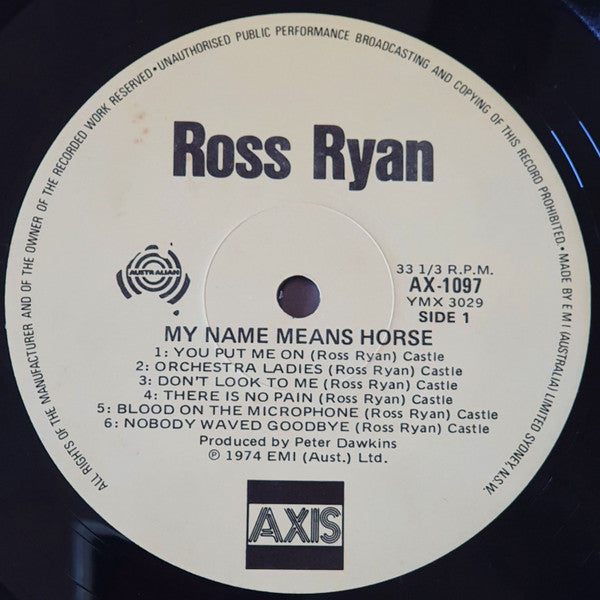 ALL RIGHTS OF THE MANUFACTURER AND OF THE OWNER OF THE RECORDED WORK RESERVED•UNAUTHORISED PUBLIC PERFORMANCE BROADCASTING AND COPYING OF THIS RECORD PROHIBITED.•MADE BY E M I (AUSTRALIA) LIMITED SYDNEY, N.S.W.
Ross Ryan
AUSTRALIAN
33 1/3 R.P.M.
AX-1097
YMX 3029
SIDE 1
MY NAME MEANS HORSE
1: YOU PUT ME ON (Ross Ryan) Castle
2: ORCHESTRA LADIES (Ross Ryan) Castle
3: DON'T LOOK TO ME (Ross Ryan) Castle
4: THERE IS NO PAIN (Ross Ryan) Castle
5: BLOOD ON THE MICROPHONE (Ross Ryan) Castle
6: NOBODY WAVED GOODBYE (Ross Ryan) Castle
Produced by Peter Dawkins
℗ 1974 EMI (Aust.) Ltd.
AXIS